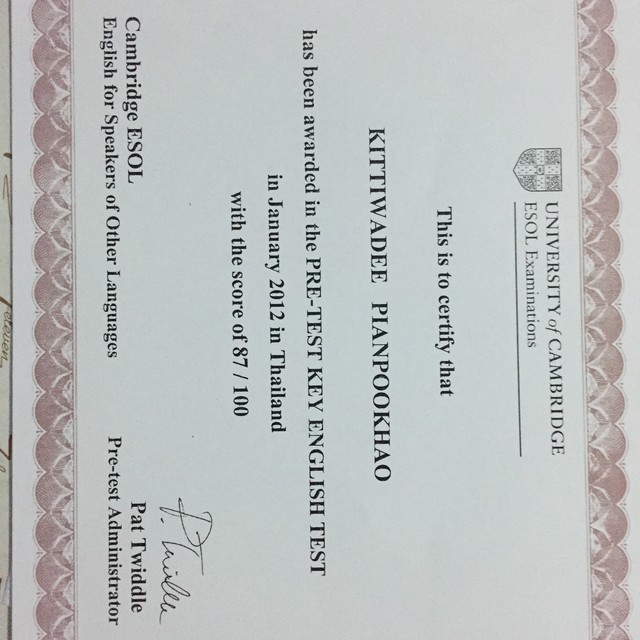 UNIVERSITY of CAMBRIDGE
ESOL Examinations
This is to certify that
KITTIWADEE PIANPOOKHAO
has been awarded in the PRE-TEST KEY ENGLISH TEST
in January 2012 in Thailand
with the score of 87 / 100
P. Twiddle
Pat Twiddle
Pre-test Administrator
Cambridge ESOL
English for Speakers of Other Languages